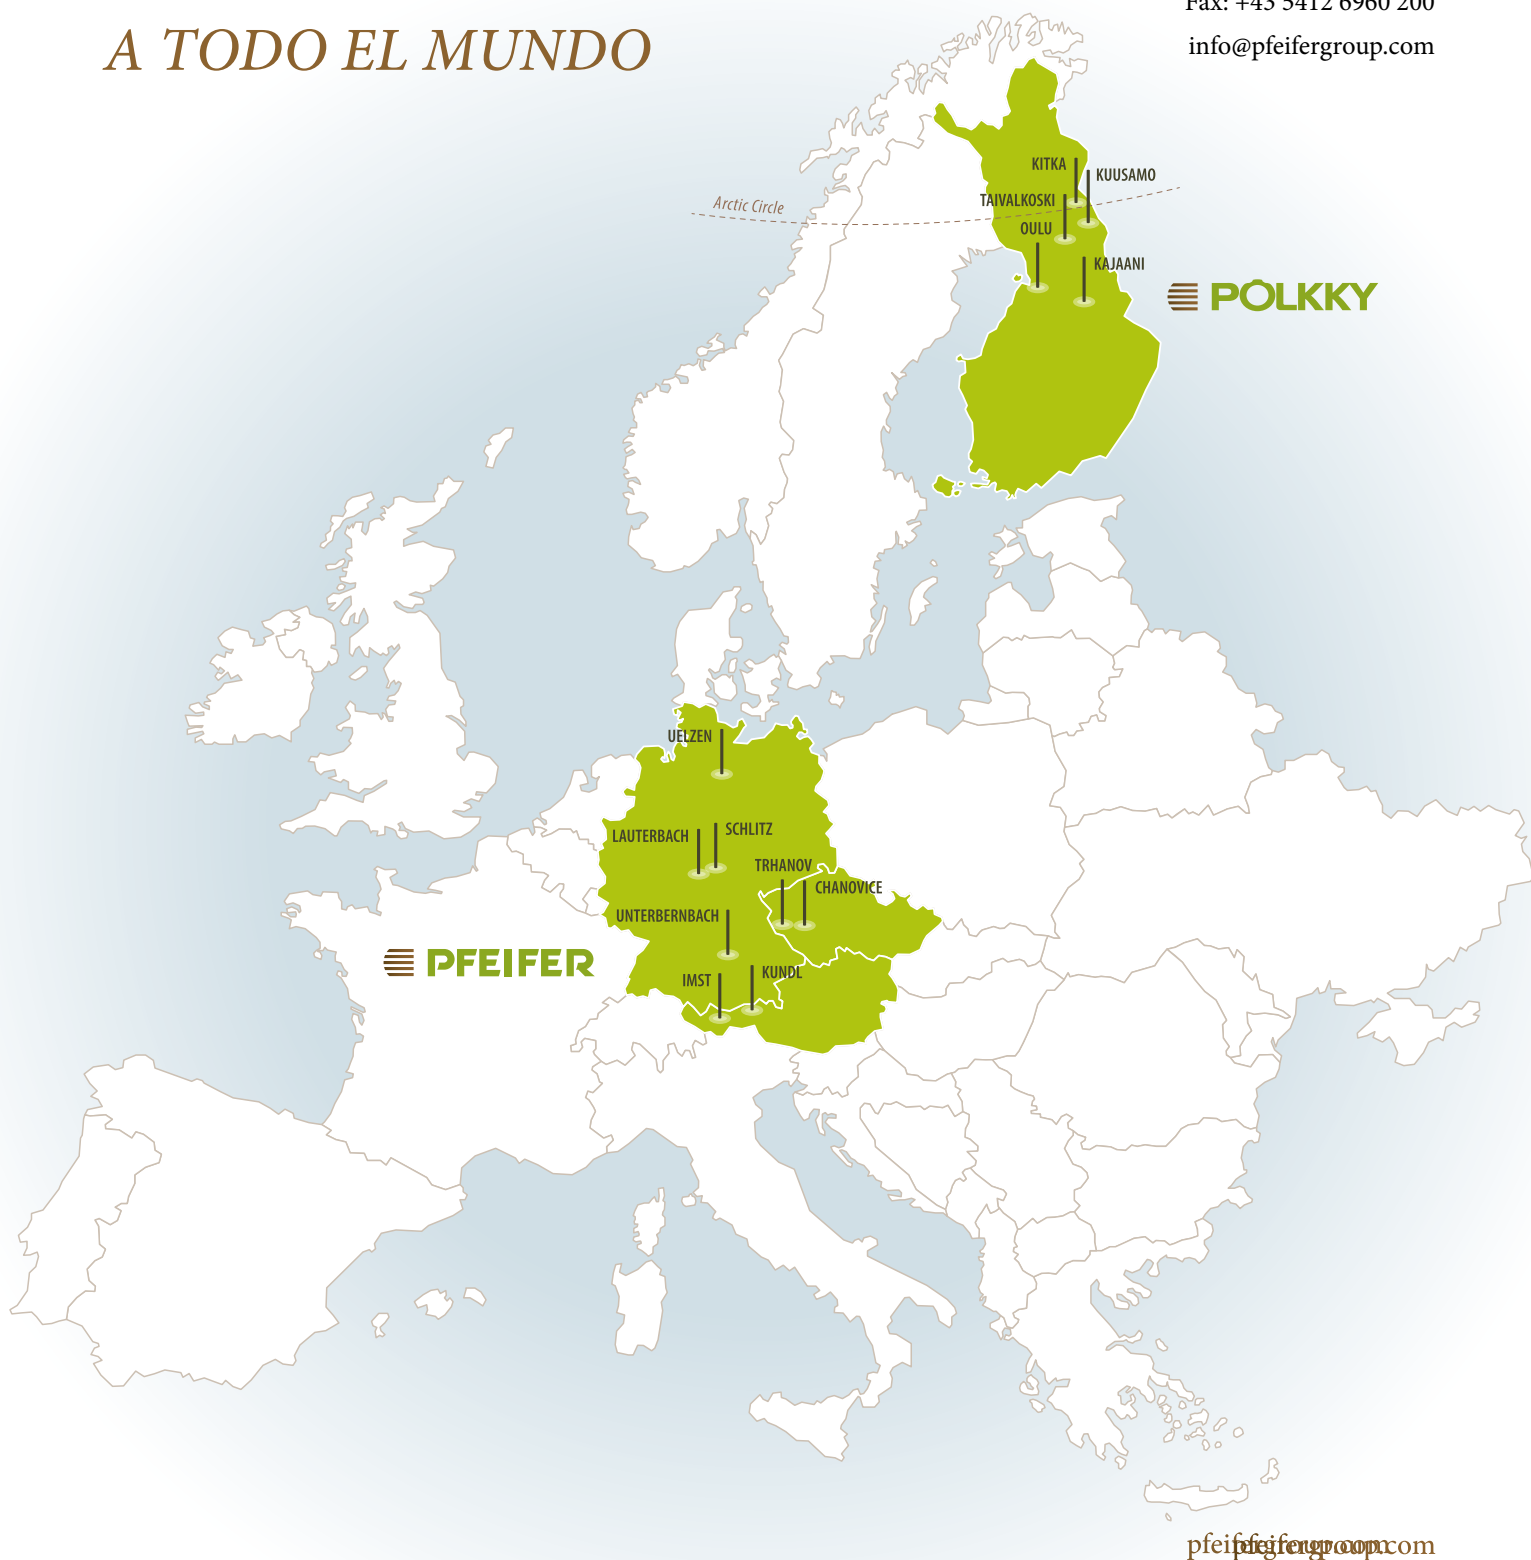 Fax: +43 5412 6960 200
A TODO EL MUNDO
info@pfeifergroup.com
KITKA
KUUSAMO
Arctic Circle
TAIVALKOSKI
OULU
KAJAANI
PÖLKKY
UELZEN
SCHLITZ
LAUTERBACH
TRHANOV
CHANOVICE
UNTERBERNBACH
PFEIFER
KUNDL
IMST